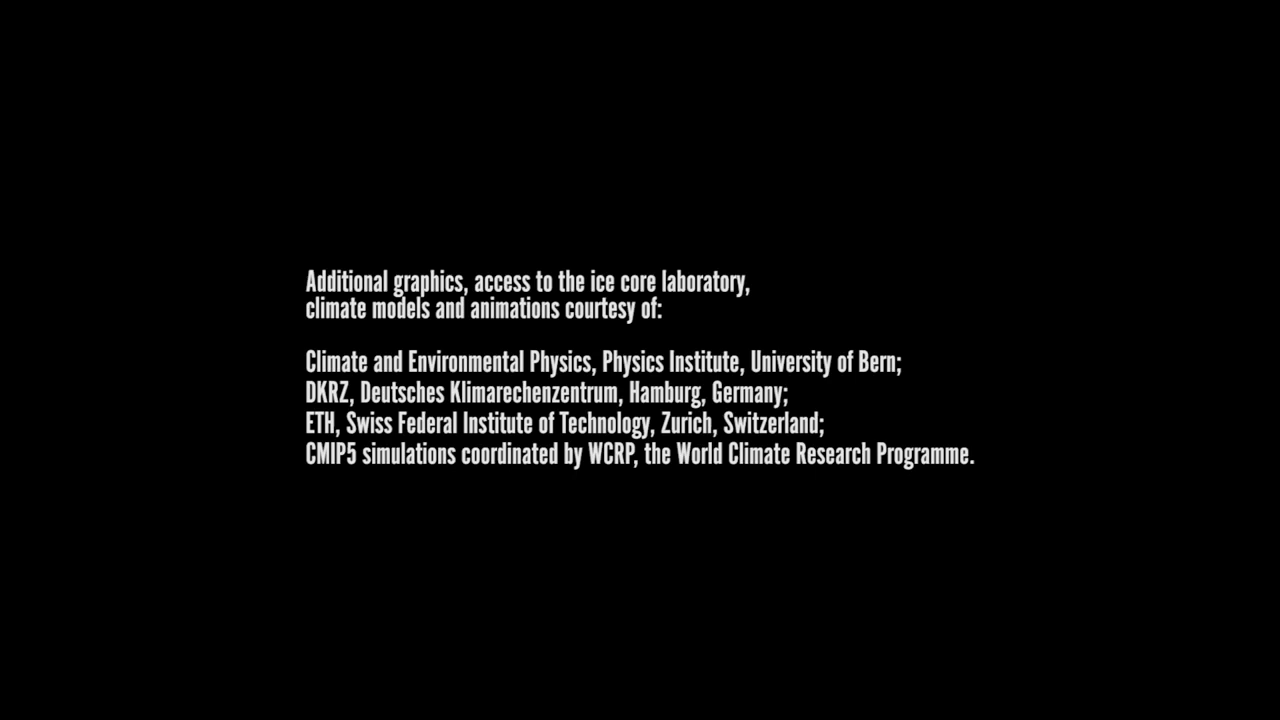 Additional graphics, access to the ice core laboratory,
climate models and animations courtesy of:
Climate and Environmental Physics, Physics Institute, University of Bern;
DKRZ, Deutsches Klimarechenzentrum, Hamburg, Germany;
ETH, Swiss Federal Institute of Technology, Zurich, Switzerland;
CMIP5 simulations coordinated by WCRP, the World Climate Research Programme.